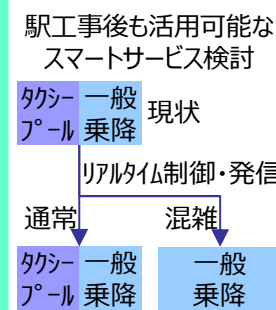 駅工事後も活用可能な
スマートサービス検討
タクシー
プール
一般
乗降
現状
リアルタイム制御・発信
通常
混雑
タクシー
プール
一般
乗降
一般
乗降